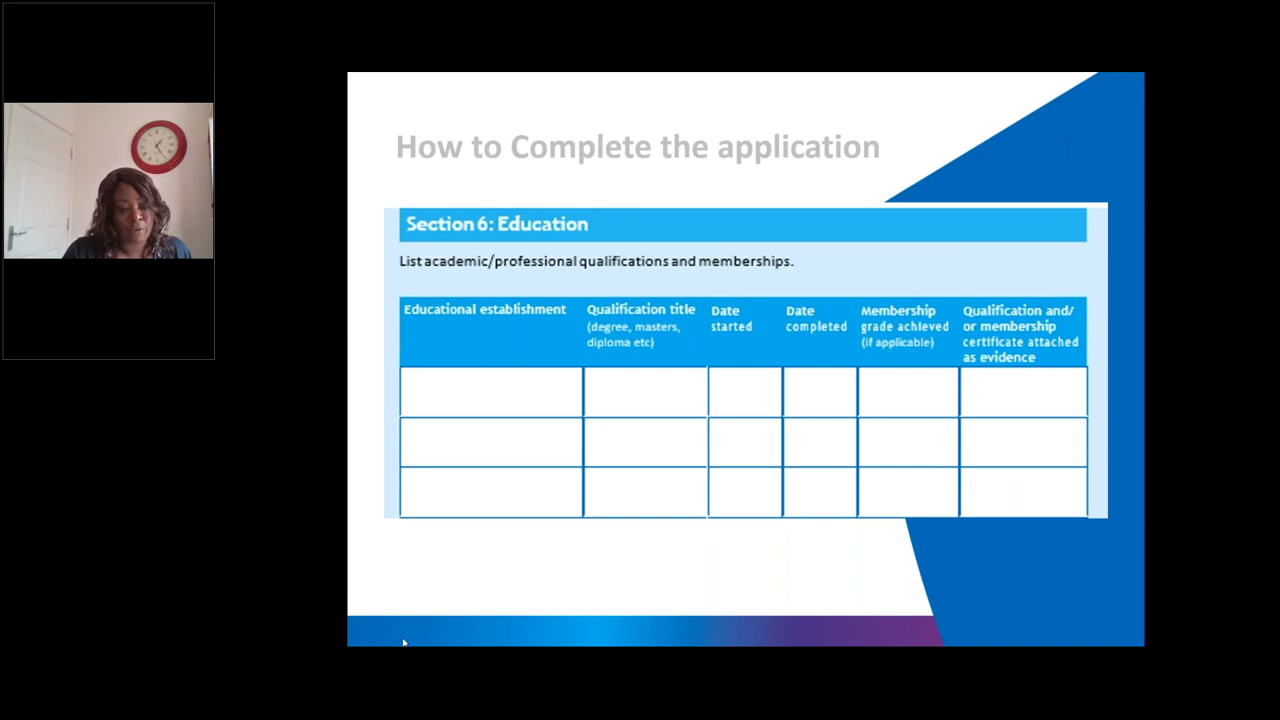 How to Complete the application
Section 6: Education
List academic/professional qualifications and memberships.
Educational establishment
Qualification title
(degree, masters,
diploma etc)
Date
started
Date
completed
Membership
grade achieved
(if applicable)
Qualification and/
or membership
certificate attached
as evidence